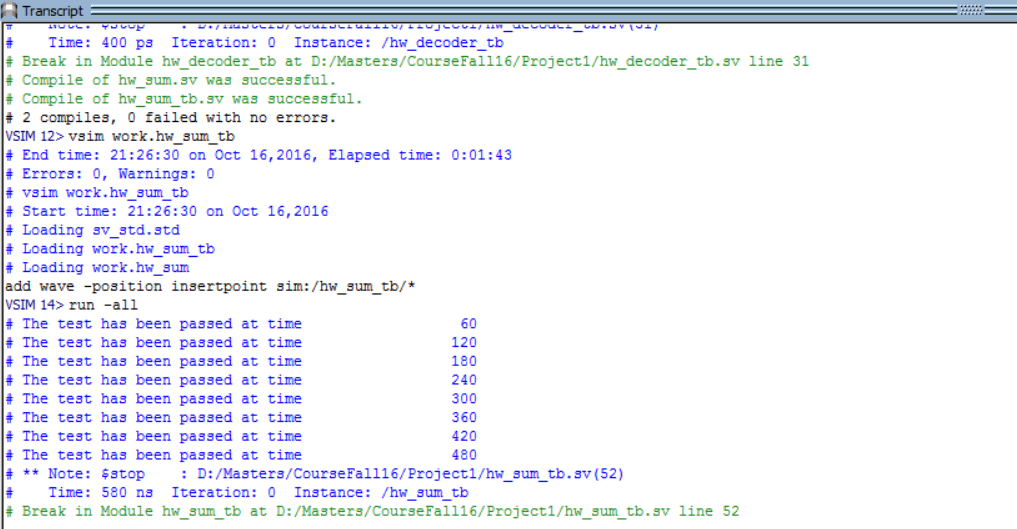 Transcript
# Note: $stop : D:/Masters/CourseFall16/Project1/hw_decoder_tb.sv(31)
# Time: 400 ps Iteration: 0 Instance: /hw_decoder_tb
# Break in Module hw_decoder_tb at D:/Masters/CourseFall16/Project1/hw_decoder_tb.sv line 31
# Compile of hw_sum.sv was successful.
# Compile of hw_sum_tb.sv was successful.
# 2 compiles, 0 failed with no errors.
VSIM 12> vsim work.hw_sum_tb
# End time: 21:26:30 on Oct 16,2016, Elapsed time: 0:01:43
# Errors: 0, Warnings: 0
# vsim work.hw_sum_tb
# Start time: 21:26:30 on Oct 16,2016
# Loading sv_std.std
# Loading work.hw_sum_tb
# Loading work.hw_sum
add wave -position insertpoint sim:/hw_sum_tb/*
VSIM 14> run -all
# The test has been passed at time 60
# The test has been passed at time 120
# The test has been passed at time 180
# The test has been passed at time 240
# The test has been passed at time 300
# The test has been passed at time 360
# The test has been passed at time 420
# The test has been passed at time 480
# ** Note: $stop : D:/Masters/CourseFall16/Project1/hw_sum_tb.sv(52)
# Time: 580 ns Iteration: 0 Instance: /hw_sum_tb
# Break in Module hw_sum_tb at D:/Masters/CourseFall16/Project1/hw_sum_tb.sv line 52